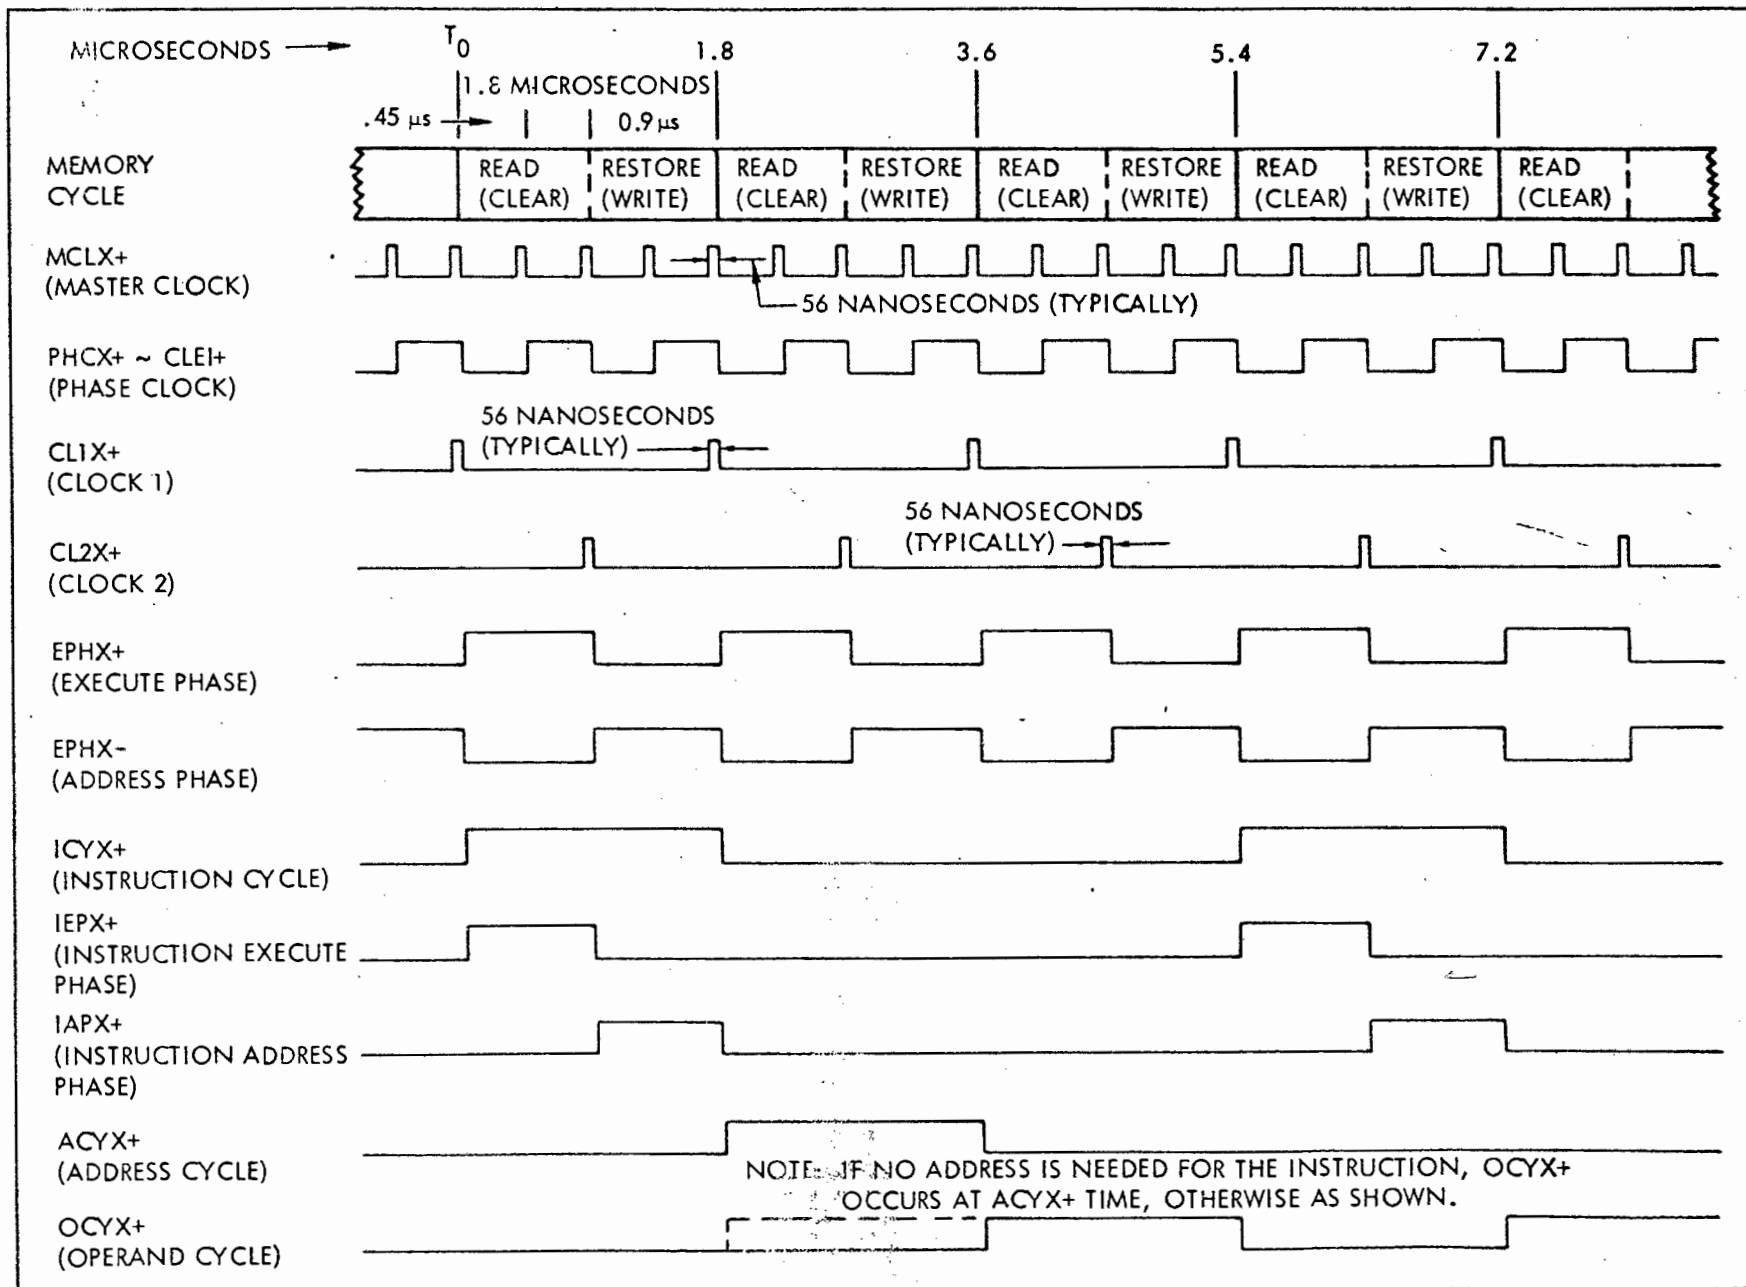 MICROSECONDS
T0 1.8 3.6 5.4 7.2
1.8 MICROSECONDS
.45 μs 0.9 μs
MEMORY
CYCLE
READ RESTORE READ RESTORE READ RESTORE READ RESTORE READ
(CLEAR) (WRITE) (CLEAR) (WRITE) (CLEAR) (WRITE) (CLEAR) (WRITE) (CLEAR)
MCLX+
(MASTER CLOCK)
56 NANOSECONDS (TYPICALLY)
PHCX+ ~ CLEI+
(PHASE CLOCK)
56 NANOSECONDS
(TYPICALLY)
CL1X+
(CLOCK 1)
56 NANOSECONDS
(TYPICALLY)
CL2X+
(CLOCK 2)
EPHX+
(EXECUTE PHASE)
EPHX-
(ADDRESS PHASE)
ICYX+
(INSTRUCTION CYCLE)
IEPX+
(INSTRUCTION EXECUTE
PHASE)
IAPX+
(INSTRUCTION ADDRESS
PHASE)
ACYX+
(ADDRESS CYCLE)
NOTE: IF NO ADDRESS IS NEEDED FOR THE INSTRUCTION, OCYX+
OCCURS AT ACYX+ TIME, OTHERWISE AS SHOWN.
OCYX+
(OPERAND CYCLE)